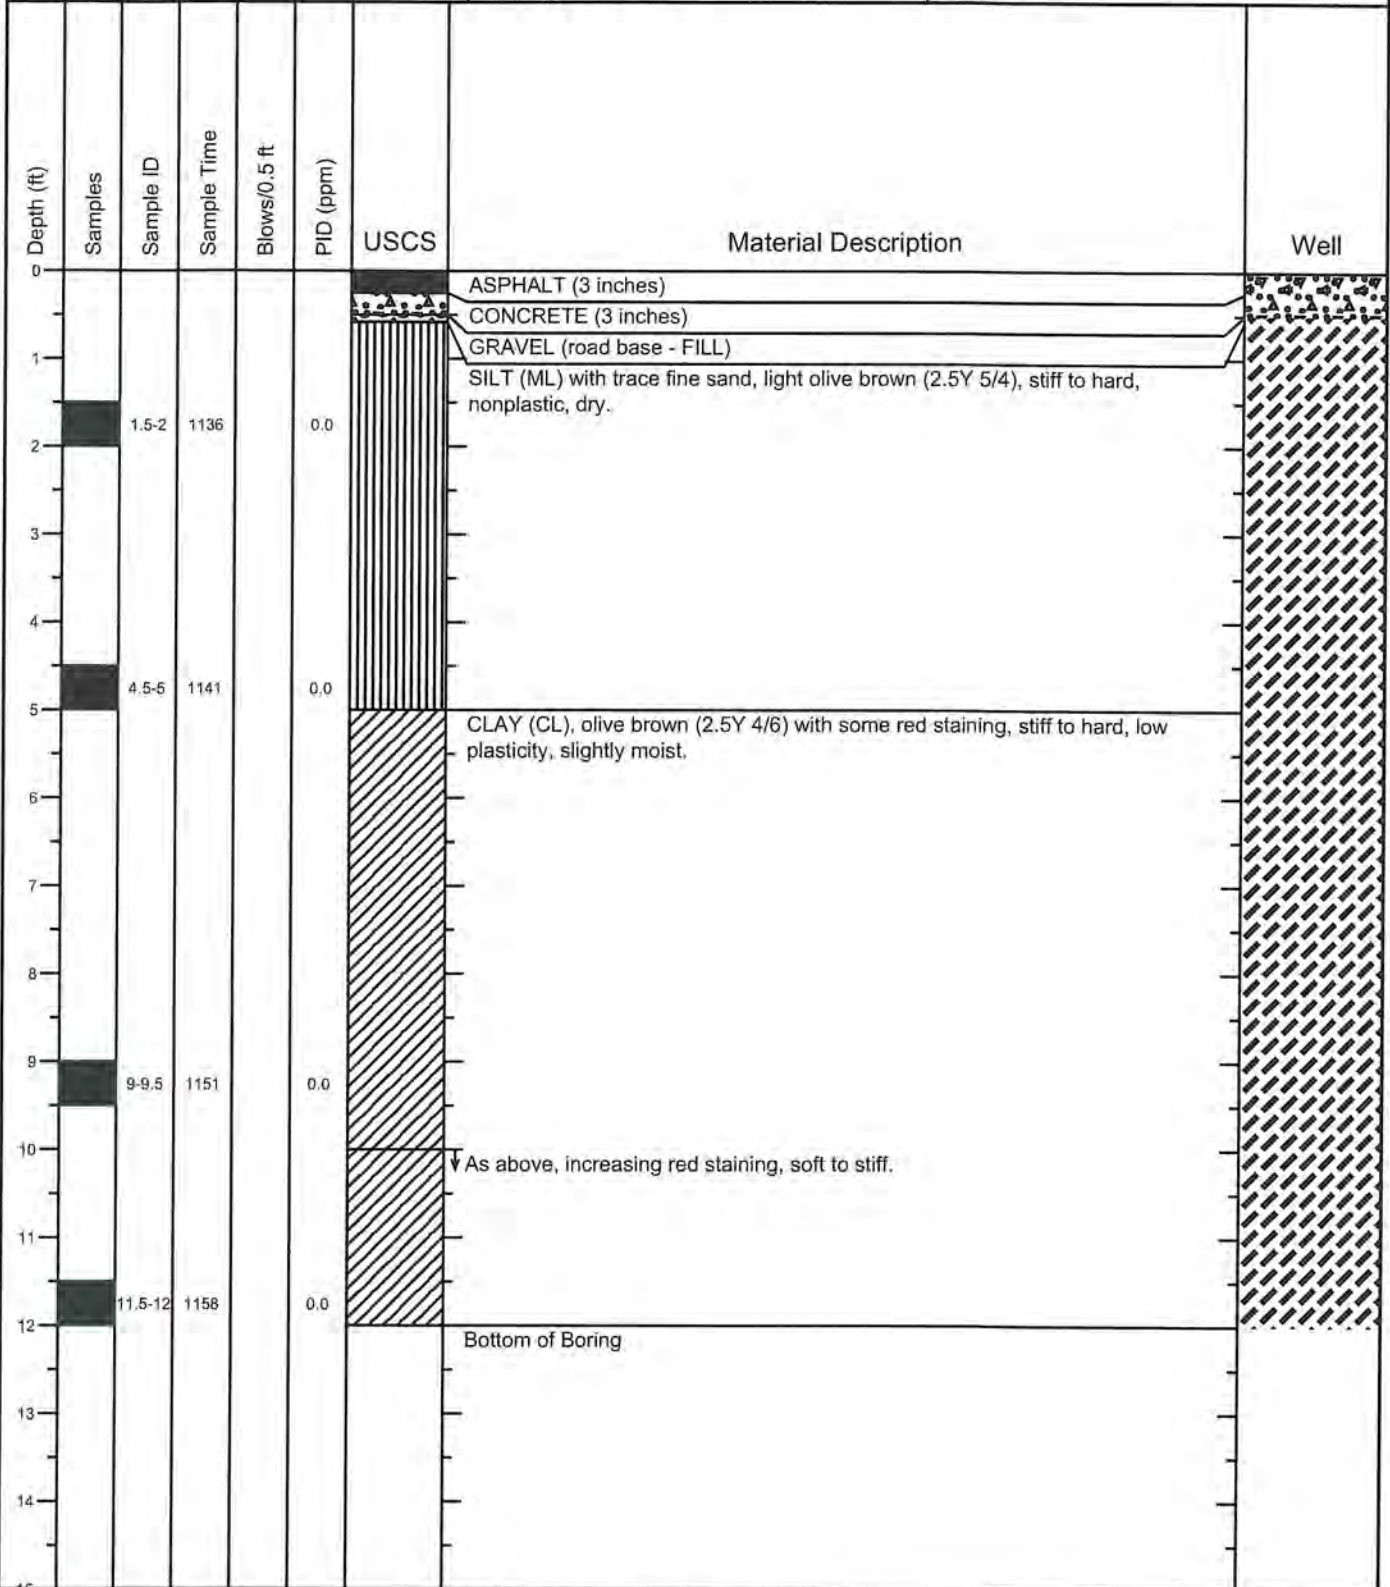 Depth (ft)
Samples
Sample ID
Sample Time
Blows/0.5 ft
PID (ppm)
USCS
Material Description
Well
0
ASPHALT (3 inches)
CONCRETE (3 inches)
GRAVEL (road base - FILL)
1
SILT (ML) with trace fine sand, light olive brown (2.5Y 5/4), stiff to hard,
nonplastic, dry.
1.5-2 1136 0.0
2
3
4
4.5-5 1141 0.0
5
CLAY (CL), olive brown (2.5Y 4/6) with some red staining, stiff to hard, low
plasticity, slightly moist.
6
7
8
9
9-9.5 1151 0.0
10
As above, increasing red staining, soft to stiff.
11
11.5-12 1158 0.0
12
Bottom of Boring
13
14